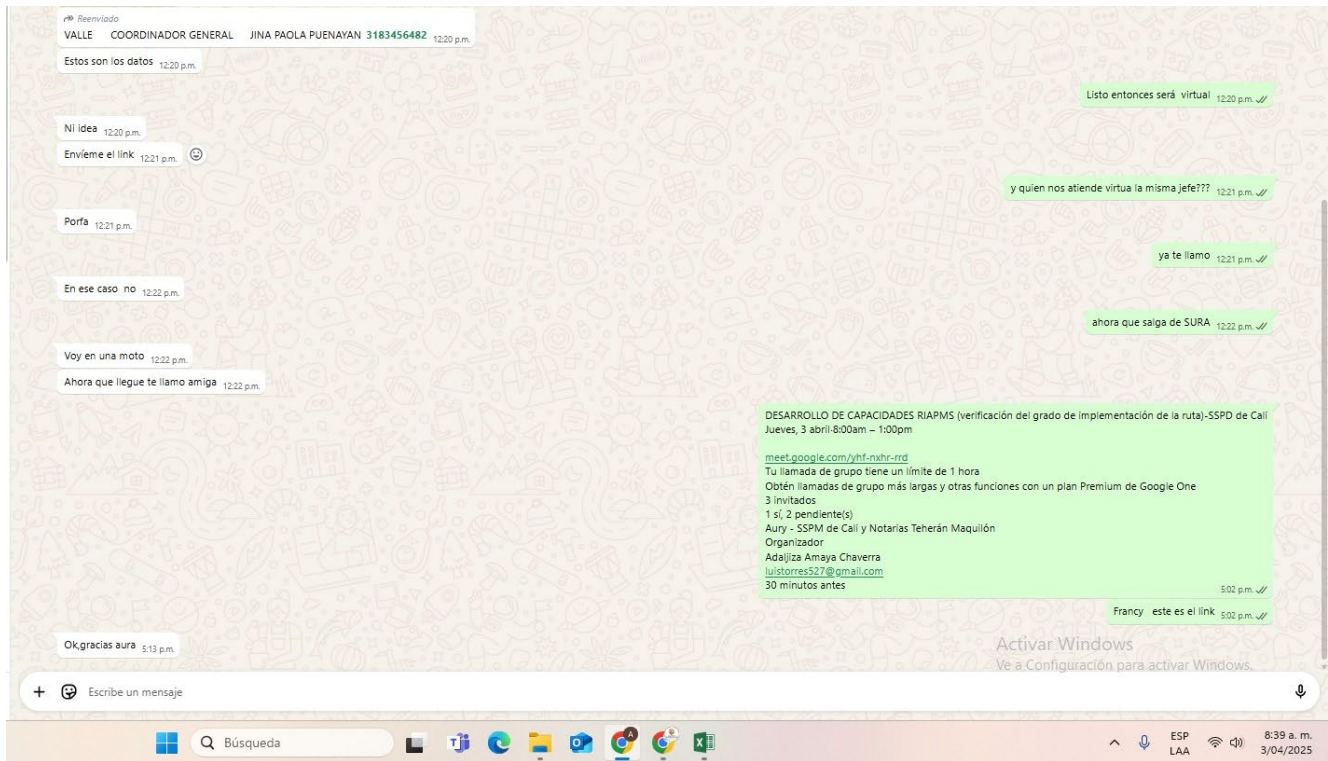 Reenviado
VALLE COORDINADOR GENERAL JINA PAOLA PUENAYAN 3183456482 12:20 p.m.
Estos son los datos 12:20 p.m.
Listo entonces será virtual 12:20 p.m.
Ni idea 12:20 p.m.
Envíeme el link 12:21 p.m.
y quien nos atiende virtua la misma jefe??? 12:21 p.m.
Porfa 12:21 p.m.
ya te llamo 12:21 p.m.
En ese caso no 12:22 p.m.
ahora que salga de SURA 12:22 p.m.
Voy en una moto 12:22 p.m.
Ahora que llegue te llamo amiga 12:22 p.m.
DESARROLLO DE CAPACIDADES RIAPMS (verificación del grado de implementación de la ruta)-SSPD de Cali
Jueves, 3 abril·8:00am – 1:00pm
meet.google.com/yhf-nxhr-rrd
Tu llamada de grupo tiene un límite de 1 hora
Obtén llamadas de grupo más largas y otras funciones con un plan Premium de Google One
3 invitados
1 sí, 2 pendiente(s)
Aury - SSPM de Cali y Notarias Teherán Maquilón
Organizador
Adaljiza Amaya Chaverra
luistorres527@gmail.com
30 minutos antes 5:02 p.m.
Francy este es el link 5:02 p.m.
Ok,gracias aura 5:13 p.m.
Activar Windows
Ve a Configuración para activar Windows.
Escribe un mensaje
Búsqueda
ESP
LAA
8:39 a. m.
3/04/2025